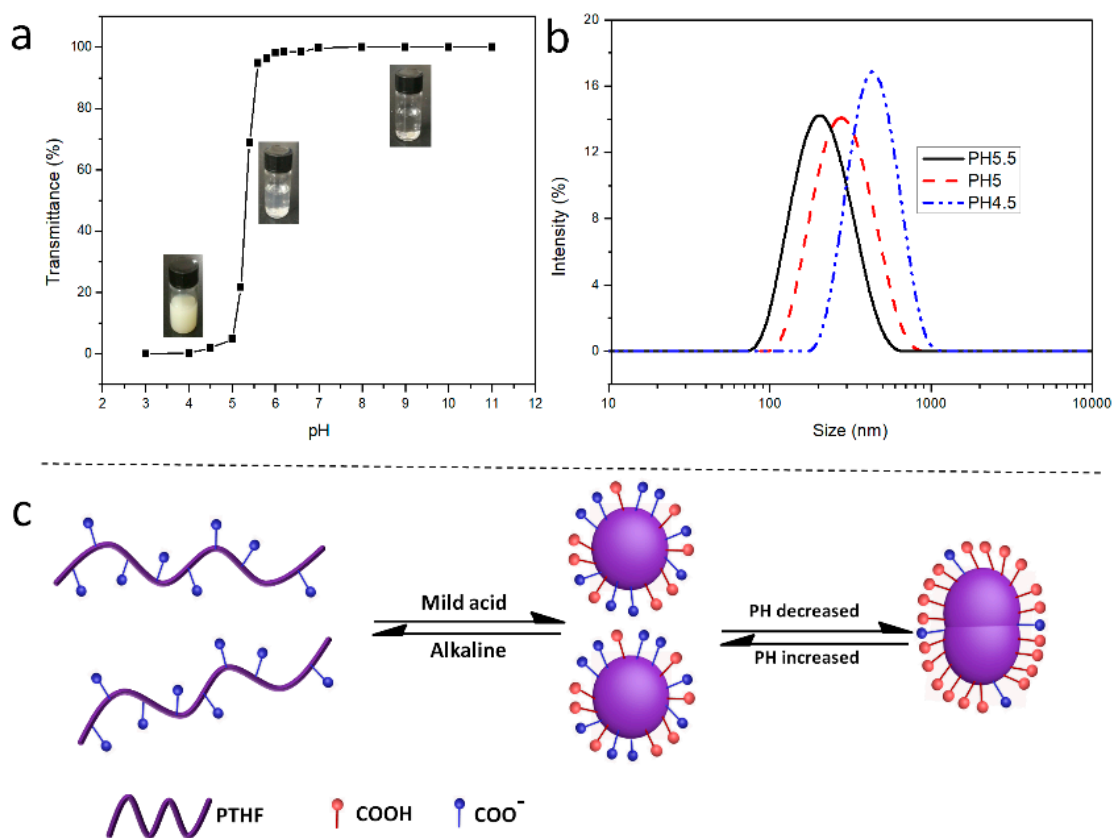 a
100
80
60
40
20
0
Transmittance (%)
2 3 4 5 6 7 8 9 10 11 12
pH
b
20
16
12
8
4
0
Intensity (%)
PH5.5
PH5
PH4.5
10 100 1000 10000
Size (nm)
c
Mild acid
Alkaline
PH decreased
PH increased
PTHF COOH COO⁻